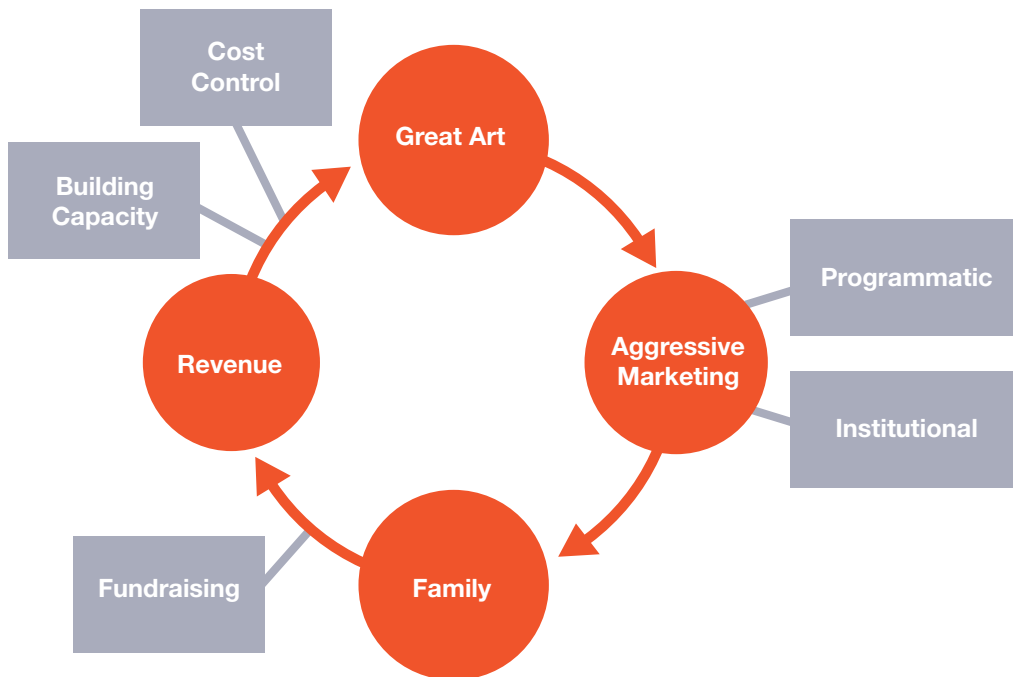 Cost
Control
Great Art
Building
Capacity
Programmatic
Aggressive
Marketing
Revenue
Institutional
Fundraising
Family